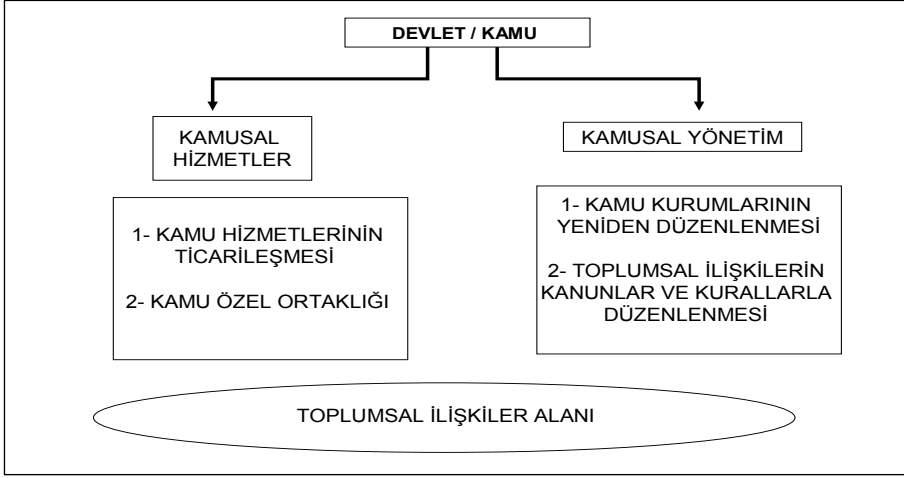 DEVLET / KAMU
KAMUSAL
HİZMETLER
KAMUSAL YÖNETİM
1- KAMU HİZMETLERİNİN
TİCARİLEŞMESİ
2- KAMU ÖZEL ORTAKLIĞI
1- KAMU KURUMLARININ
YENİDEN DÜZENLENMESİ
2- TOPLUMSAL İLİŞKİLERİN
KANUNLAR VE KURALLARLA
DÜZENLENMESİ
TOPLUMSAL İLİŞKİLER ALANI